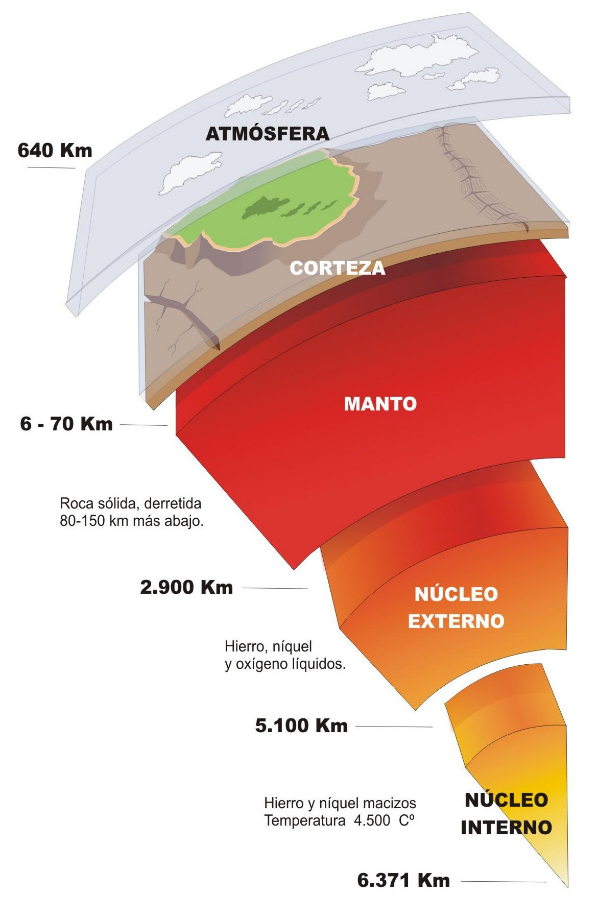 ATMÓSFERA
640 Km
CORTEZA
MANTO
6 - 70 Km
Roca sólida, derretida
80-150 km más abajo.
2.900 Km
NÚCLEO
EXTERNO
Hierro, níquel
y oxígeno líquidos.
5.100 Km
Hierro y níquel macizos
Temperatura 4.500 Cº
NÚCLEO
INTERNO
6.371 Km